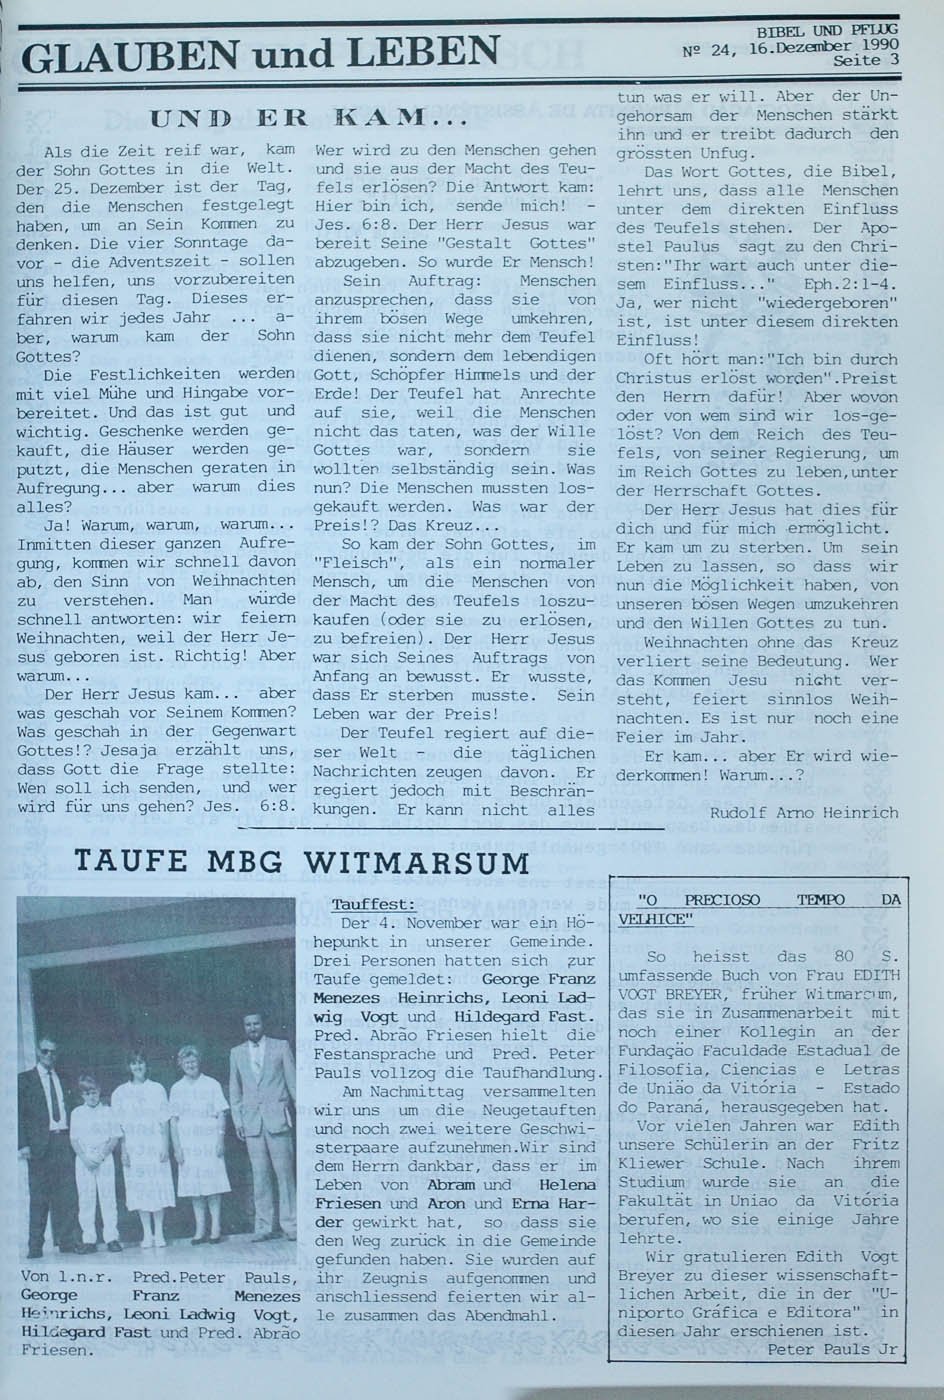 GLAUBEN und LEBEN
BIBEL UND PFLUG
Nº 24, 16.Dezember 1990
Seite 3
UND ER KAM...
Als die Zeit reif war, kam
der Sohn Gottes in die Welt.
Der 25. Dezember ist der Tag,
den die Menschen festgelegt
haben, um an Sein Kommen zu
denken. Die vier Sonntage da-
vor - die Adventszeit - sollen
uns helfen, uns vorzubereiten
für diesen Tag. Dieses er-
fahren wir jedes Jahr ... a-
ber, warum kam der Sohn
Gottes?
Die Festlichkeiten werden
mit viel Mühe und Hingabe vor-
bereitet. Und das ist gut und
wichtig. Geschenke werden ge-
kauft, die Häuser werden ge-
putzt, die Menschen geraten in
Aufregung... aber warum dies
alles?
Ja! Warum, warum, warum...
Inmitten dieser ganzen Aufre-
gung, kommen wir schnell davon
ab, den Sinn von Weihnachten
zu verstehen. Man würde
schnell antworten: wir feiern
Weihnachten, weil der Herr Je-
sus geboren ist. Richtig! Aber
warum...
Der Herr Jesus kam... aber
was geschah vor Seinem Kommen?
Was geschah in der Gegenwart
Gottes!? Jesaja erzählt uns,
dass Gott die Frage stellte:
Wen soll ich senden, und wer
wird für uns gehen? Jes. 6:8.
Wer wird zu den Menschen gehen
und sie aus der Macht des Teu-
fels erlösen? Die Antwort kam:
Hier bin ich, sende mich! -
Jes. 6:8. Der Herr Jesus war
bereit Seine "Gestalt Gottes"
abzugeben. So wurde Er Mensch!
Sein Auftrag: Menschen
anzusprechen, dass sie von
ihrem bösen Wege umkehren,
dass sie nicht mehr dem Teufel
dienen, sondern dem lebendigen
Gott, Schöpfer Himmels und der
Erde! Der Teufel hat Anrechte
auf sie, weil die Menschen
nicht das taten, was der Wille
Gottes war, sondern sie
wollten selbständig sein. Was
nun? Die Menschen mussten los-
gekauft werden. Was war der
Preis!? Das Kreuz...
So kam der Sohn Gottes, im
"Fleisch", als ein normaler
Mensch, um die Menschen von
der Macht des Teufels loszu-
kaufen (oder sie zu erlösen,
zu befreien). Der Herr Jesus
war sich Seines Auftrags von
Anfang an bewusst. Er wusste,
dass Er sterben musste. Sein
Leben war der Preis!
Der Teufel regiert auf die-
ser Welt - die täglichen
Nachrichten zeugen davon. Er
regiert jedoch mit Beschrän-
kungen. Er kann nicht alles
tun was er will. Aber der Un-
gehorsam der Menschen stärkt
ihn und er treibt dadurch den
grössten Unfug.
Das Wort Gottes, die Bibel,
lehrt uns, dass alle Menschen
unter dem direkten Einfluss
des Teufels stehen. Der Apo-
stel Paulus sagt zu den Chri-
sten:"Ihr wart auch unter die-
sem Einfluss..." Eph.2:1-4.
Ja, wer nicht "wiedergeboren"
ist, ist unter diesem direkten
Einfluss!
Oft hört man:"Ich bin durch
Christus erlöst worden".Preist
den Herrn dafür! Aber wovon
oder von wem sind wir los-ge-
löst? Von dem Reich des Teu-
fels, von seiner Regierung, um
im Reich Gottes zu leben,unter
der Herrschaft Gottes.
Der Herr Jesus hat dies für
dich und für mich ermöglicht.
Er kam um zu sterben. Um sein
Leben zu lassen, so dass wir
nun die Möglichkeit haben, von
unseren bösen Wegen umzukehren
und den Willen Gottes zu tun.
Weihnachten ohne das Kreuz
verliert seine Bedeutung. Wer
das Kommen Jesu nicht ver-
steht, feiert sinnlos Weih-
nachten. Es ist nur noch eine
Feier im Jahr.
Er kam... aber Er wird wie-
derkommen! Warum...?
Rudolf Arno Heinrich
TAUFE MBG WITMARSUM
Von l.n.r. Pred.Peter Pauls,
George Franz Menezes
Heinrichs, Leoni Ladwig Vogt,
Hildegard Fast und Pred. Abrão
Friesen.
Tauffest:
Der 4. November war ein Hö-
hepunkt in unserer Gemeinde.
Drei Personen hatten sich zur
Taufe gemeldet: George Franz
Menezes Heinrichs, Leoni Lad-
wig Vogt und Hildegard Fast.
Pred. Abrão Friesen hielt die
Festansprache und Pred. Peter
Pauls vollzog die Taufhandlung.
Am Nachmittag versammelten
wir uns um die Neugetauften
und noch zwei weitere Geschwi-
sterpaare aufzunehmen.Wir sind
dem Herrn dankbar, dass er im
Leben von Abram und Helena
Friesen und Aron und Erna Har-
der gewirkt hat, so dass sie
den Weg zurück in die Gemeinde
gefunden haben. Sie wurden auf
ihr Zeugnis aufgenommen und
anschliessend feierten wir al-
le zusammen das Abendmahl.
"O PRECIOSO TEMPO DA
VELHICE"
So heisst das 80 S.
umfassende Buch von Frau EDITH
VOGT BREYER, früher Witmarsum,
das sie in Zusammenarbeit mit
noch einer Kollegin an der
Fundação Faculdade Estadual de
Filosofia, Ciencias e Letras
de União da Vitória - Estado
do Paraná, herausgegeben hat.
Vor vielen Jahren war Edith
unsere Schülerin an der Fritz
Kliewer Schule. Nach ihrem
Studium wurde sie an die
Fakultät in Uniao da Vitória
berufen, wo sie einige Jahre
lehrte.
Wir gratulieren Edith Vogt
Breyer zu dieser wissenschaft-
lichen Arbeit, die in der "U-
niporto Gráfica e Editora" in
diesen Jahr erschienen ist.
Peter Pauls Jr